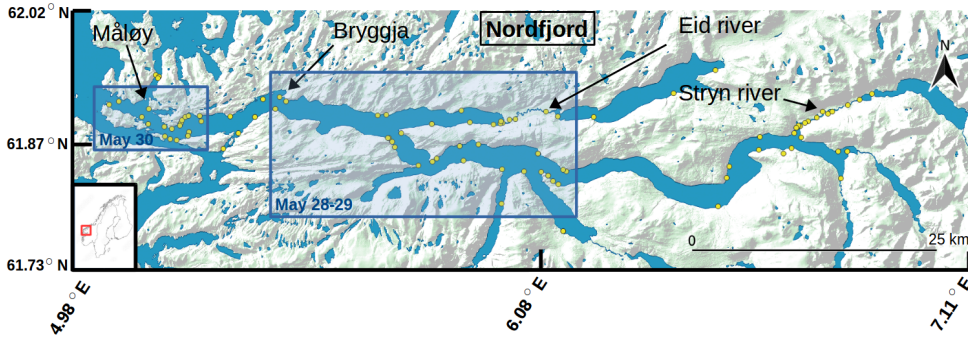 62.02° N
Måløy
Bryggja
Nordfjord
Eid river
N
Stryn river
May 30
61.87° N
May 28-29
0
25 km
61.73° N
4.98° E
6.08° E
7.11° E